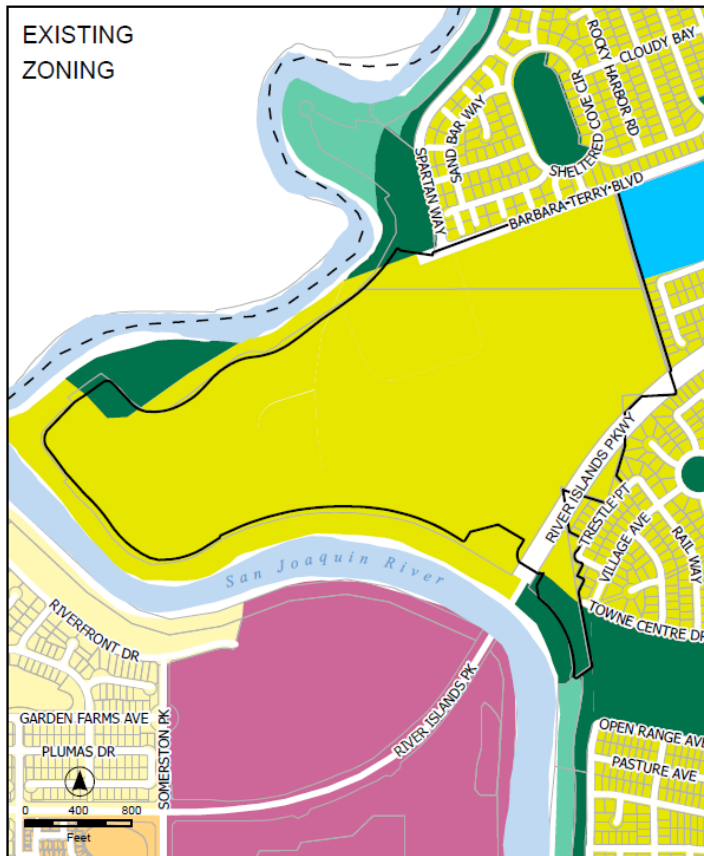 EXISTING
ZONING
CLOUDY BAY
ROCKY HARBOR RD
SAND BAR WAY
SHELTERED COVE CIR
SPARTAN WAY
BARBARA TERRY BLVD
RIVER ISLANDS PKWY
TRESTLE PT
VILLAGE AVE
RAIL WAY
San Joaquin River
TOWNE CENTRE DR
RIVERFRONT DR
RIVER ISLANDS PK
GARDEN FARMS AVE
SOMERSTON PK
PLUMAS DR
OPEN RANGE AVE
PASTURE AVE
0 400 800
Feet